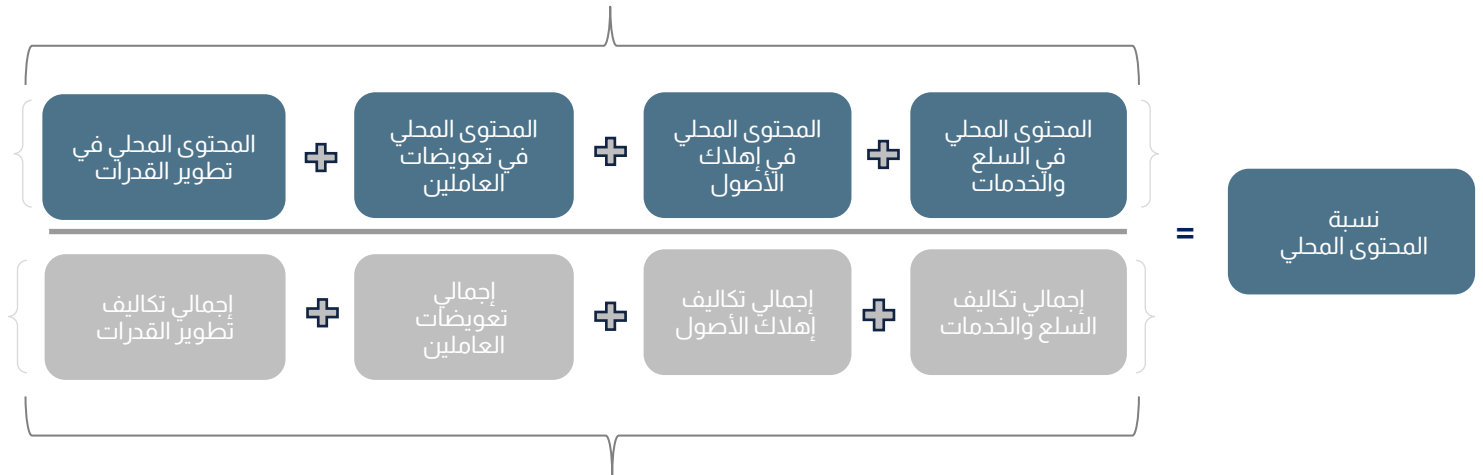 نسبة
المحتوى المحلي
=
المحتوى المحلي
في السلع
والخدمات
المحتوى المحلي
في إهلاك
الأصول
المحتوى المحلي
في تعويضات
العاملين
المحتوى المحلي في
تطوير القدرات
إجمالي تكاليف
السلع والخدمات
إجمالي تكاليف
إهلاك الأصول
إجمالي
تعويضات
العاملين
إجمالي تكاليف
تطوير القدرات